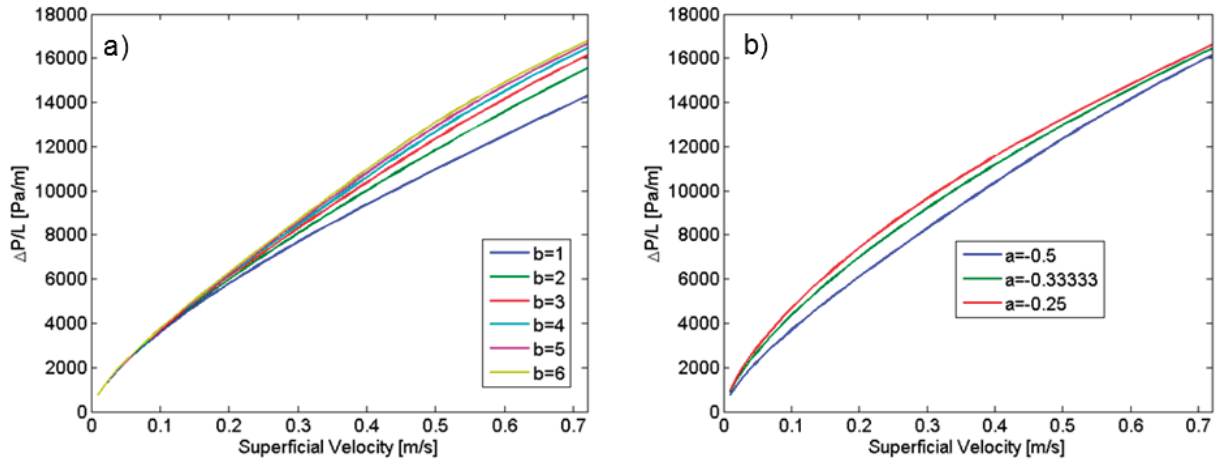 a)
18000
16000
14000
12000
10000
8000
6000
4000
2000
0
ΔP/L [Pa/m]
0 0.1 0.2 0.3 0.4 0.5 0.6 0.7
Superficial Velocity [m/s]
b=1
b=2
b=3
b=4
b=5
b=6
b)
18000
16000
14000
12000
10000
8000
6000
4000
2000
0
ΔP/L [Pa/m]
0 0.1 0.2 0.3 0.4 0.5 0.6 0.7
Superficial Velocity [m/s]
a=-0.5
a=-0.33333
a=-0.25